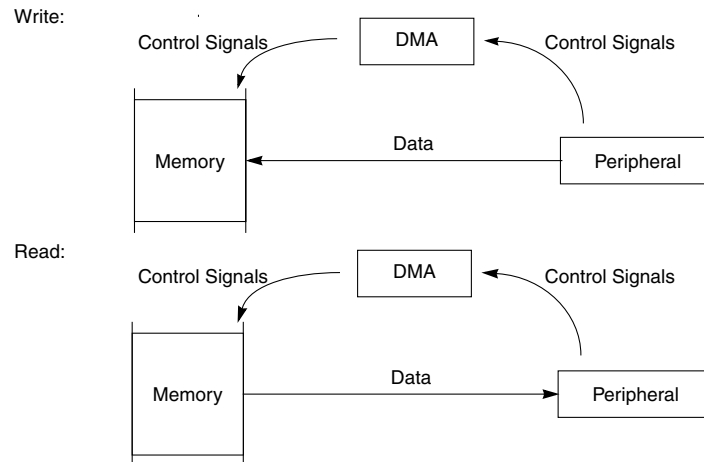 Write:
Control Signals
DMA
Control Signals
Memory
Data
Peripheral
Read:
Control Signals
DMA
Control Signals
Memory
Data
Peripheral